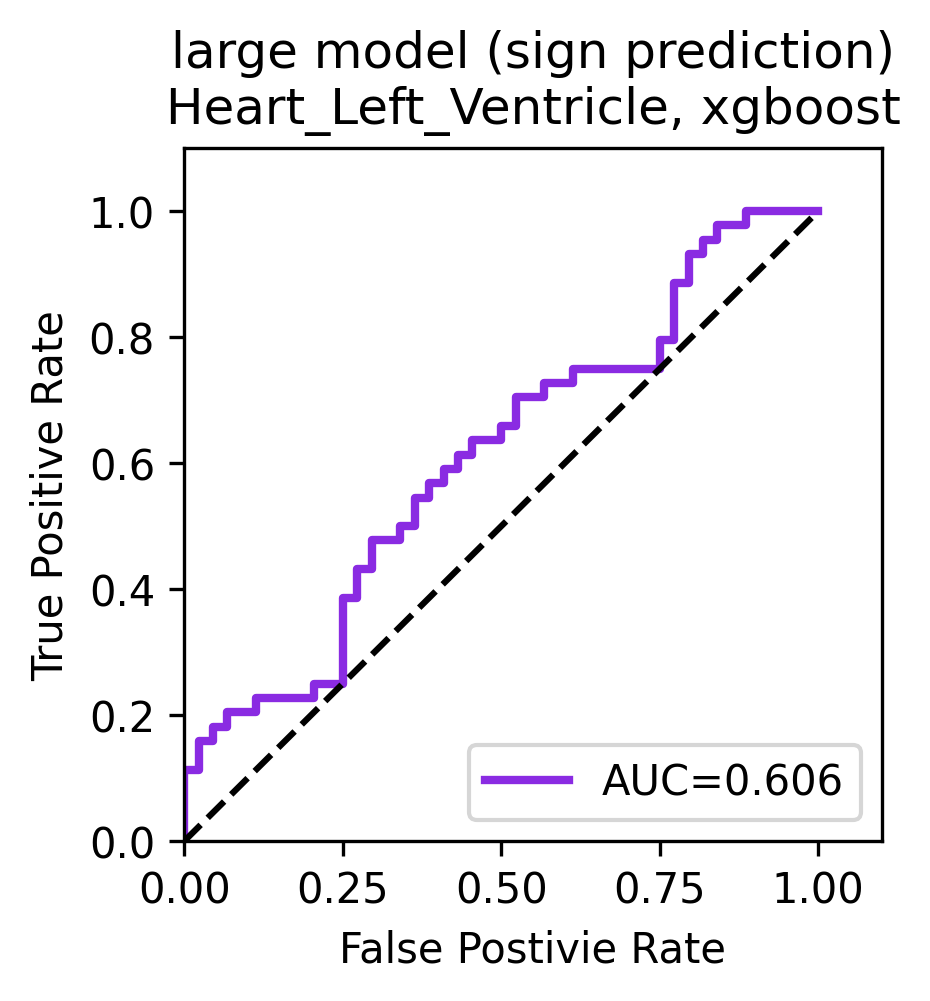 large model (sign prediction)
Heart_Left_Ventricle, xgboost
True Positive Rate
1.0
0.8
0.6
0.4
0.2
0.0
AUC=0.606
0.00 0.25 0.50 0.75 1.00
False Postivie Rate